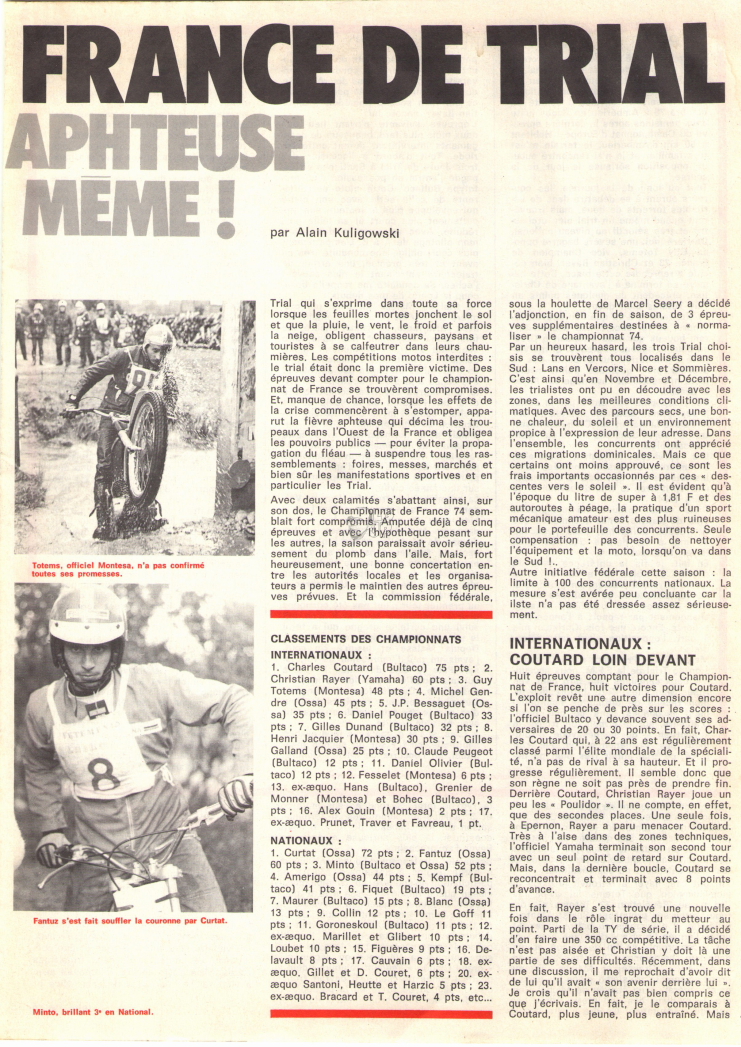 FRANCE DE TRIAL
APHTEUSE
MÊME !
par Alain Kuligowski
Totems, officiel Montesa, n'a pas confirmé
toutes ses promesses.
8
Fantuz s'est fait souffler la couronne par Curtat.
Minto, brillant 3e en National.
Trial qui s'exprime dans toute sa force
lorsque les feuilles mortes jonchent le sol
et que la pluie, le vent, le froid et parfois
la neige, obligent chasseurs, paysans et
touristes à se calfeutrer dans leurs chau-
mières. Les compétitions motos interdites :
le trial était donc la première victime. Des
épreuves devant compter pour le champion-
nat de France se trouvèrent compromises.
Et, manque de chance, lorsque les effets de
la crise commencèrent à s'estomper, appa-
rut la fièvre aphteuse qui décima les trou-
peaux dans l'Ouest de la France et obligea
les pouvoirs publics — pour éviter la propa-
gation du fléau — à suspendre tous les ras-
semblements : foires, messes, marchés et
bien sûr les manifestations sportives et en
particulier les Trial.
Avec deux calamités s'abattant ainsi, sur
son dos, le Championnat de France 74 sem-
blait fort compromis. Amputée déjà de cinq
épreuves et avec l'hypothèque pesant sur
les autres, la saison paraissait avoir sérieu-
sement du plomb dans l'aile. Mais, fort
heureusement, une bonne concertation en-
tre les autorités locales et les organisa-
teurs a permis le maintien des autres épreu-
ves prévues. Et la commission fédérale,
CLASSEMENTS DES CHAMPIONNATS
INTERNATIONAUX :
1. Charles Coutard (Bultaco) 75 pts ; 2.
Christian Rayer (Yamaha) 60 pts ; 3. Guy
Totems (Montesa) 48 pts ; 4. Michel Gen-
dre (Ossa) 45 pts ; 5. J.P. Bessaguet (Os-
sa) 35 pts ; 6. Daniel Pouget (Bultaco) 33
pts ; 7. Gilles Dunand (Bultaco) 32 pts ; 8.
Henri Jacquier (Montesa) 30 pts ; 9. Gilles
Galland (Ossa) 25 pts ; 10. Claude Peugeot
(Bultaco) 12 pts ; 11. Daniel Olivier (Bul-
taco) 12 pts ; 12. Fesselet (Montesa) 6 pts ;
13. ex-æquo. Hans (Bultaco), Grenier de
Monner (Montesa) et Bohec (Bultaco), 3
pts ; 16. Alex Gouin (Montesa) 2 pts ; 17.
ex-æquo. Prunet, Traver et Favreau, 1 pt.
NATIONAUX :
1. Curtat (Ossa) 72 pts ; 2. Fantuz (Ossa)
60 pts ; 3. Minto (Bultaco et Ossa) 52 pts ;
4. Amerigo (Ossa) 44 pts ; 5. Kempf (Bul-
taco) 41 pts ; 6. Fiquet (Bultaco) 19 pts ;
7. Maurer (Bultaco) 15 pts ; 8. Blanc (Ossa)
13 pts ; 9. Collin 12 pts ; 10. Le Goff 11
pts ; 11. Goroneskoul (Bultaco) 11 pts ; 12.
ex-æquo. Marillet et Glibert 10 pts ; 14.
Loubet 10 pts ; 15. Figuères 9 pts ; 16. De-
lavault 8 pts ; 17. Cauvain 6 pts ; 18. ex-
æquo. Gillet et D. Couret, 6 pts ; 20. ex-
æquo Santoni, Heutte et Harzic 5 pts ; 23.
ex-æquo. Bracard et T. Couret, 4 pts, etc...
sous la houlette de Marcel Seery a décidé
l'adjonction, en fin de saison, de 3 épreu-
ves supplémentaires destinées à « norma-
liser » le championnat 74.
Par un heureux hasard, les trois Trial choi-
sis se trouvèrent tous localisés dans le
Sud : Lans en Vercors, Nice et Sommières.
C'est ainsi qu'en Novembre et Décembre,
les trialistes ont pu en découdre avec les
zones, dans les meilleures conditions cli-
matiques. Avec des parcours secs, une bon-
ne chaleur, du soleil et un environnement
propice à l'expression de leur adresse. Dans
l'ensemble, les concurrents ont apprécié
ces migrations dominicales. Mais ce que
certains ont moins approuvé, ce sont les
frais importants occasionnés par ces « des-
centes vers le soleil ». Il est évident qu'à
l'époque du litre de super à 1,81 F et des
autoroutes à péage, la pratique d'un sport
mécanique amateur est des plus ruineuses
pour le portefeuille des concurrents. Seule
compensation : pas besoin de nettoyer
l'équipement et la moto, lorsqu'on va dans
le Sud !..
Autre initiative fédérale cette saison : la
limite à 100 des concurrents nationaux. La
mesure s'est avérée peu concluante car la
liste n'a pas été dressée assez sérieuse-
ment.
INTERNATIONAUX :
COUTARD LOIN DEVANT
Huit épreuves comptant pour le Champion-
nat de France, huit victoires pour Coutard.
L'exploit revêt une autre dimension encore
si l'on se penche de près sur les scores :
l'officiel Bultaco y devance souvent ses ad-
versaires de 20 ou 30 points. En fait, Char-
les Coutard qui, à 22 ans est régulièrement
classé parmi l'élite mondiale de la spéciali-
té, n'a pas de rival à sa hauteur. Et il pro-
gresse régulièrement. Il semble donc que
son règne ne soit pas près de prendre fin.
Derrière Coutard, Christian Rayer joue un
peu les « Poulidor ». Il ne compte, en effet,
que des secondes places. Une seule fois,
à Epernon, Rayer a paru menacer Coutard.
Très à l'aise dans des zones techniques,
l'officiel Yamaha terminait son second tour
avec un seul point de retard sur Coutard.
Mais, dans la dernière boucle, Coutard se
reconcentrait et terminait avec 8 points
d'avance.
En fait, Rayer s'est trouvé une nouvelle
fois dans le rôle ingrat du metteur au
point. Parti de la TY de série, il a décidé
d'en faire une 350 cc compétitive. La tâche
n'est pas aisée et Christian y doit là une
partie de ses difficultés. Récemment, dans
une discussion, il me reprochait d'avoir dit
de lui qu'il avait « son avenir derrière lui ».
Je crois qu'il n'avait pas bien compris ce
que j'écrivais. En fait, je le comparais à
Coutard, plus jeune, plus entraîné. Mais